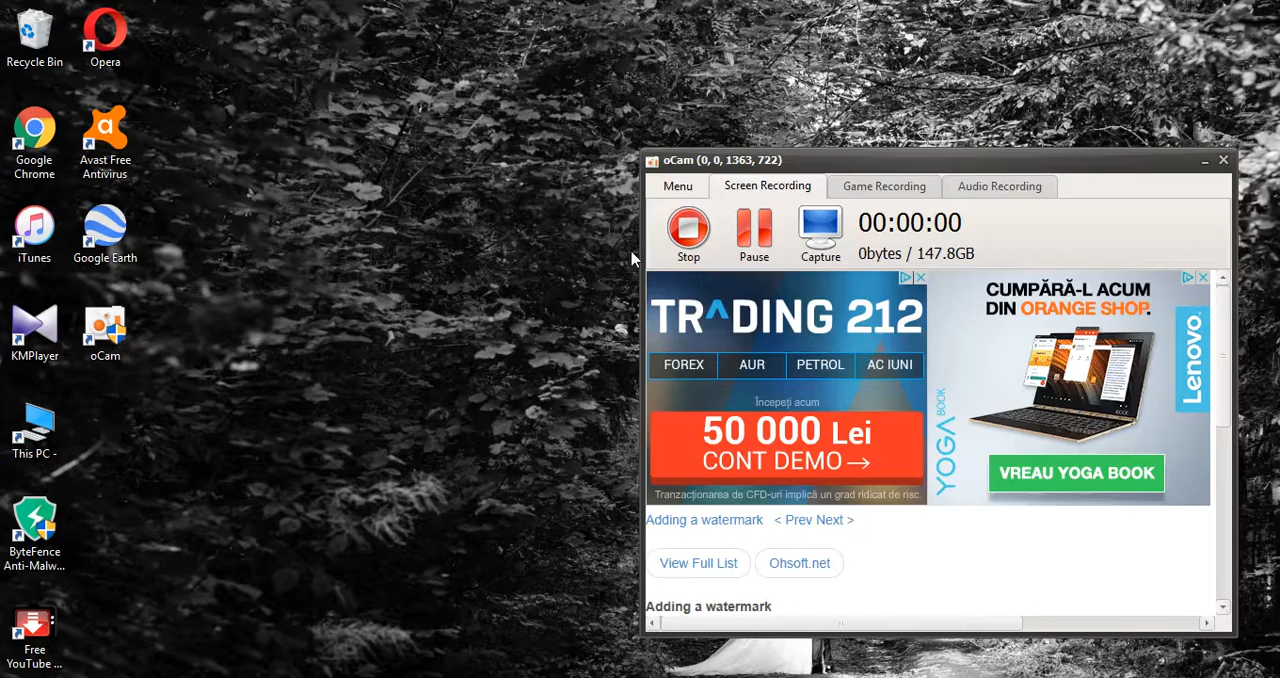 Recycle Bin
Opera
Google
Chrome
Avast Free
Antivirus
iTunes
Google Earth
KMPlayer
oCam
This PC -
ByteFence
Anti-Malw...
Free
YouTube ...
oCam (0, 0, 1363, 722)
Menu
Screen Recording
Game Recording
Audio Recording
Stop
Pause
Capture
00:00:00
0bytes / 147.8GB
TRADING 212
FOREX
AUR
PETROL
AC IUNI
Începeți acum
50 000 Lei
CONT DEMO →
Tranzacționarea de CFD-uri implică un grad ridicat de risc.
CUMPĂRĂ-L ACUM
DIN ORANGE SHOP.
Lenovo
YOGA BOOK
VREAU YOGA BOOK
Adding a watermark < Prev Next >
View Full List
Ohsoft.net
Adding a watermark